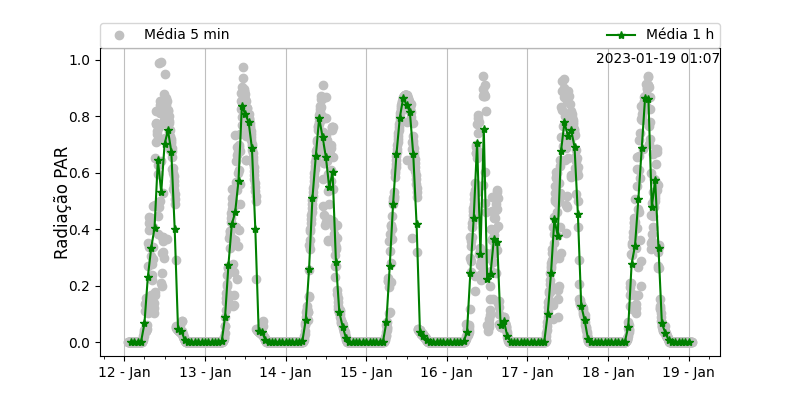 Média 5 min
Média 1 h
2023-01-19 01:07
Radiação PAR
1.0
0.8
0.6
0.4
0.2
0.0
12 - Jan
13 - Jan
14 - Jan
15 - Jan
16 - Jan
17 - Jan
18 - Jan
19 - Jan